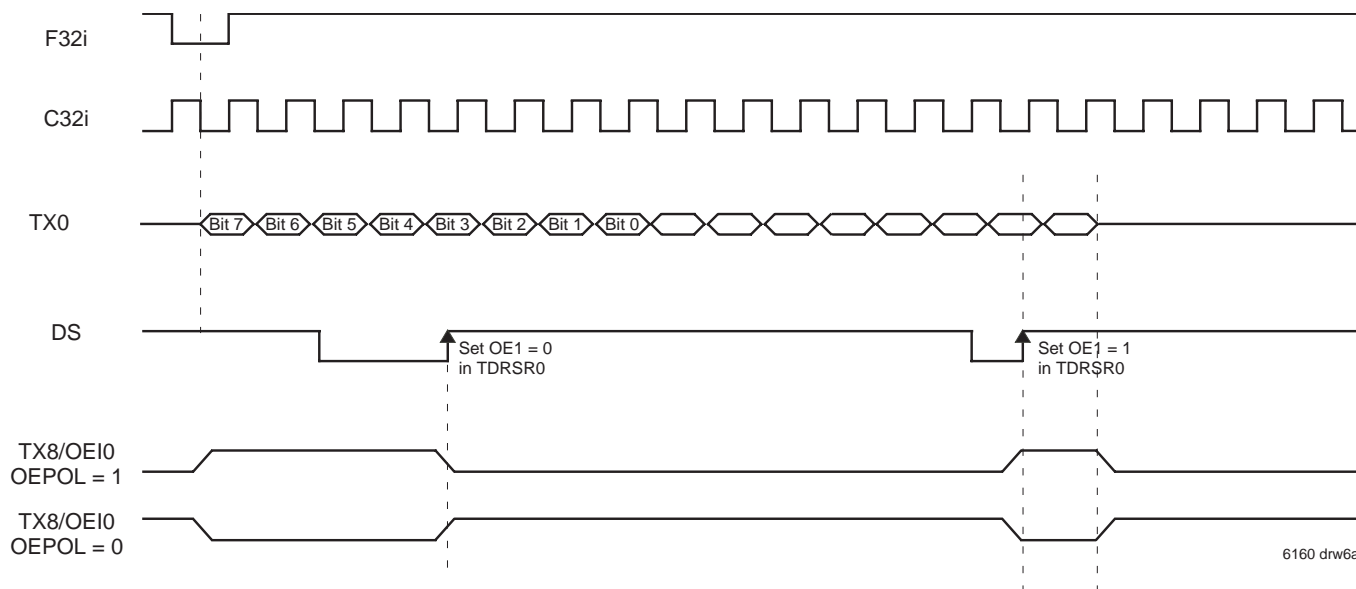 F32i
C32i
TX0
Bit 7 Bit 6 Bit 5 Bit 4 Bit 3 Bit 2 Bit 1 Bit 0
DS
Set OE1 = 0
in TDRSR0
Set OE1 = 1
in TDRSR0
TX8/OEI0
OEPOL = 1
TX8/OEI0
OEPOL = 0
6160 drw6a